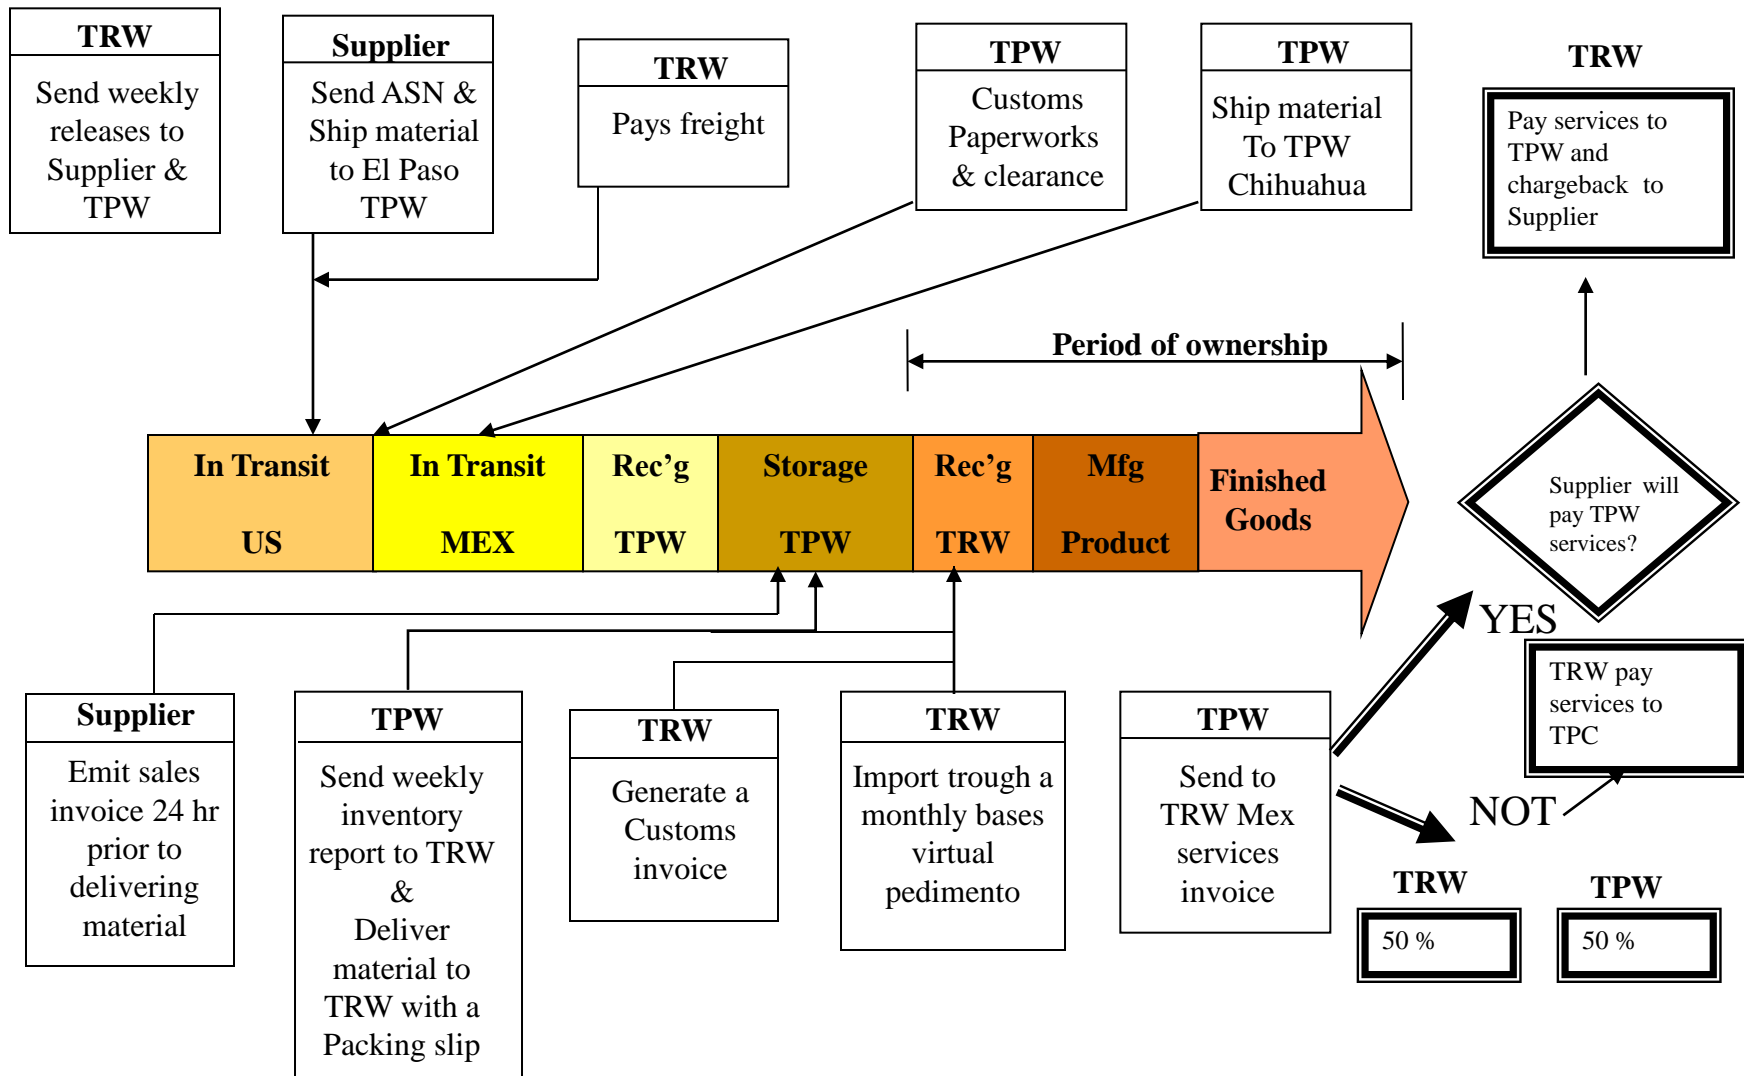 TRW
Send weekly
releases to
Supplier &
TPW
Supplier
Send ASN &
Ship material
to El Paso
TPW
TRW
Pays freight
TPW
Customs
Paperworks
& clearance
TPW
Ship material
To TPW
Chihuahua
TRW
Pay services to
TPW and
chargeback to
Supplier
Period of ownership
In Transit
US
In Transit
MEX
Rec’g
TPW
Storage
TPW
Rec’g
TRW
Mfg
Product
Finished
Goods
Supplier will
pay TPW
services?
YES
TRW pay
services to
TPC
NOT
Supplier
Emit sales
invoice 24 hr
prior to
delivering
material
TPW
Send weekly
inventory
report to TRW
&
Deliver
material to
TRW with a
Packing slip
TRW
Generate a
Customs
invoice
TRW
Import trough a
monthly bases
virtual
pedimento
TPW
Send to
TRW Mex
services
invoice
TRW
50 %
TPW
50 %